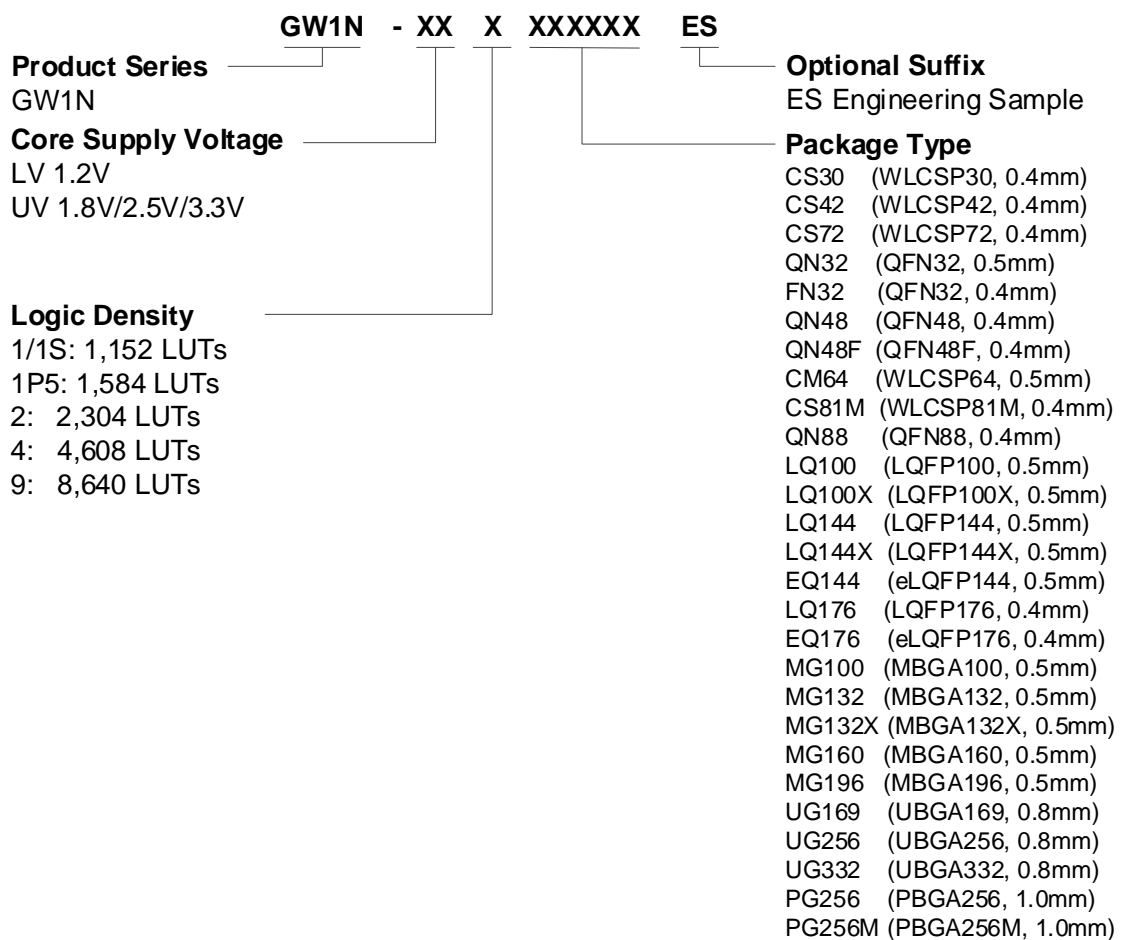 GW1N - XX X XXXXXX ES
Product Series
GW1N
Core Supply Voltage
LV 1.2V
UV 1.8V/2.5V/3.3V
Logic Density
1/1S: 1,152 LUTs
1P5: 1,584 LUTs
2: 2,304 LUTs
4: 4,608 LUTs
9: 8,640 LUTs
Optional Suffix
ES Engineering Sample
Package Type
CS30 (WLCSP30, 0.4mm)
CS42 (WLCSP42, 0.4mm)
CS72 (WLCSP72, 0.4mm)
QN32 (QFN32, 0.5mm)
FN32 (QFN32, 0.4mm)
QN48 (QFN48, 0.4mm)
QN48F (QFN48F, 0.4mm)
CM64 (WLCSP64, 0.5mm)
CS81M (WLCSP81M, 0.4mm)
QN88 (QFN88, 0.4mm)
LQ100 (LQFP100, 0.5mm)
LQ100X (LQFP100X, 0.5mm)
LQ144 (LQFP144, 0.5mm)
LQ144X (LQFP144X, 0.5mm)
EQ144 (eLQFP144, 0.5mm)
LQ176 (LQFP176, 0.4mm)
EQ176 (eLQFP176, 0.4mm)
MG100 (MBGA100, 0.5mm)
MG132 (MBGA132, 0.5mm)
MG132X (MBGA132X, 0.5mm)
MG160 (MBGA160, 0.5mm)
MG196 (MBGA196, 0.5mm)
UG169 (UBGA169, 0.8mm)
UG256 (UBGA256, 0.8mm)
UG332 (UBGA332, 0.8mm)
PG256 (PBGA256, 1.0mm)
PG256M (PBGA256M, 1.0mm)